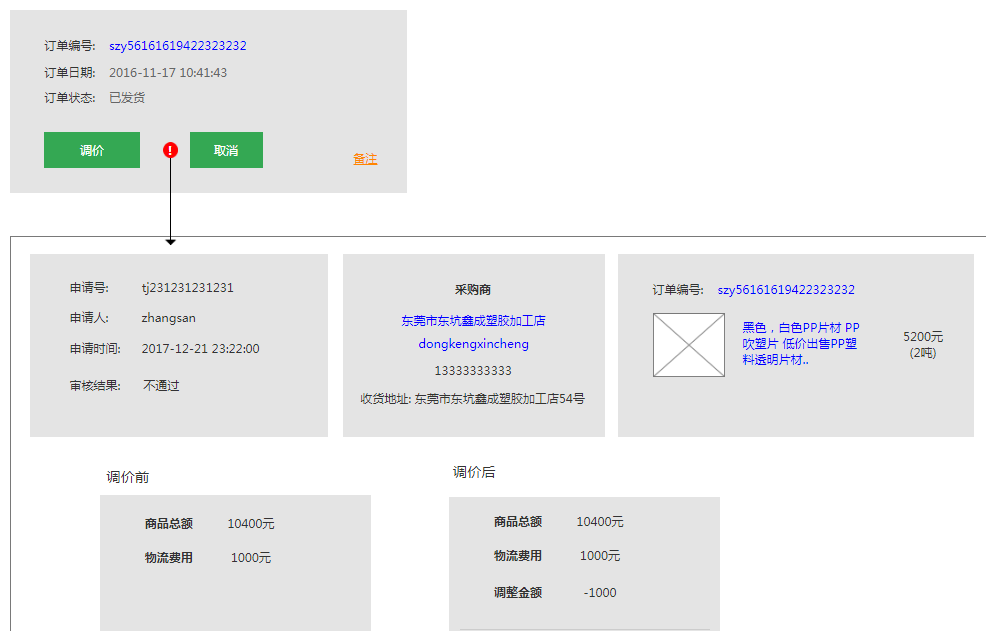 订单编号: szy56161619422323232
订单日期: 2016-11-17 10:41:43
订单状态: 已发货
调价
!
取消
备注
申请号: tj231231231231
申请人: zhangsan
申请时间: 2017-12-21 23:22:00
审核结果: 不通过
采购商
东莞市东坑鑫成塑胶加工店
dongkengxincheng
13333333333
收货地址: 东莞市东坑鑫成塑胶加工店54号
订单编号: szy56161619422323232
黑色，白色PP片材 PP
吹塑片 低价出售PP塑
料透明片材..
5200元
(2吨)
调价前
商品总额 10400元
物流费用 1000元
调价后
商品总额 10400元
物流费用 1000元
调整金额 -1000